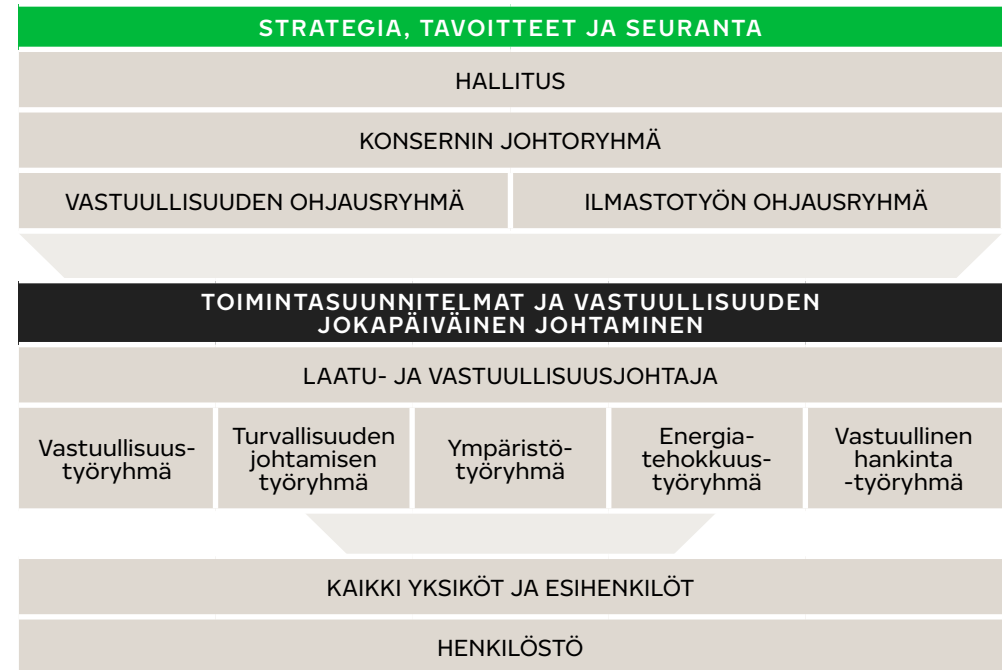 STRATEGIA, TAVOITTEET JA SEURANTA
HALLITUS
KONSERNIN JOHTORYHMÄ
VASTUULLISUUDEN OHJAUSRYHMÄ
ILMASTOTYÖN OHJAUSRYHMÄ
TOIMINTASUUNNITELMAT JA VASTUULLISUUDEN
JOKAPÄIVÄINEN JOHTAMINEN
LAATU- JA VASTUULLISUUSJOHTAJA
Vastuullisuus-
työryhmä
Turvallisuuden
johtamisen
työryhmä
Ympäristö-
työryhmä
Energia-
tehokkuus-
työryhmä
Vastuullinen
hankinta
-työryhmä
KAIKKI YKSIKÖT JA ESIHENKILÖT
HENKILÖSTÖ